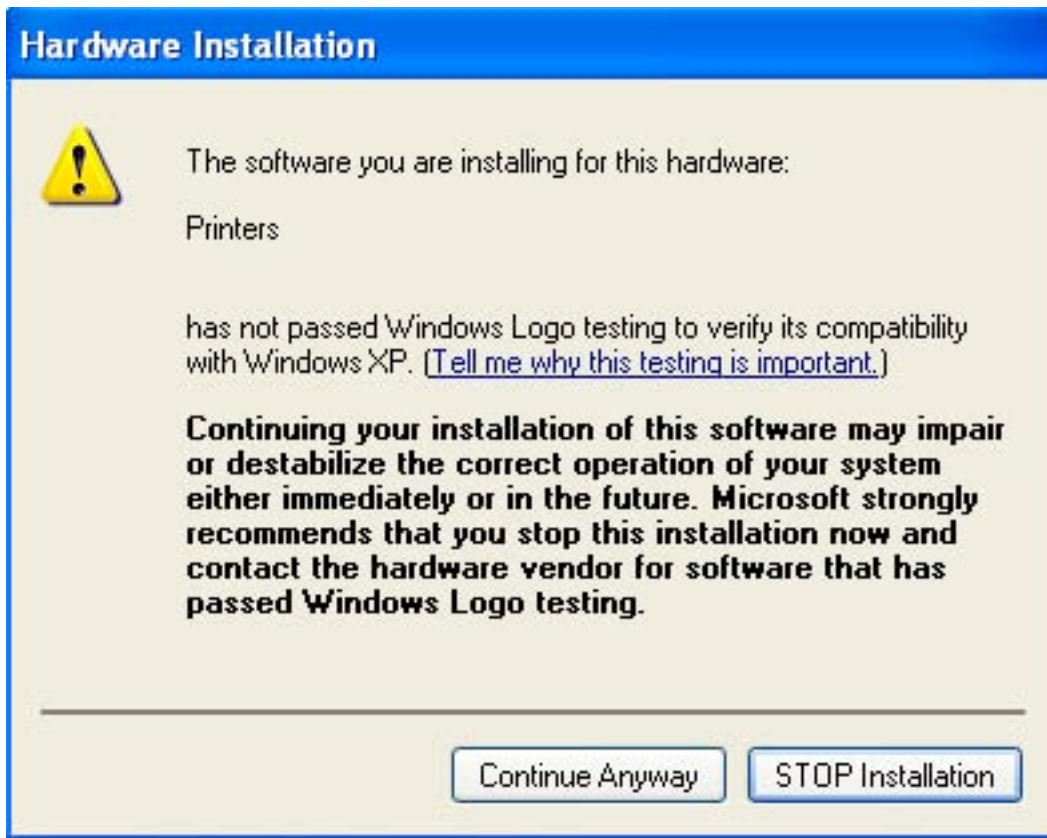 Hardware Installation
The software you are installing for this hardware:
Printers
has not passed Windows Logo testing to verify its compatibility
with Windows XP. (Tell me why this testing is important.)
Continuing your installation of this software may impair
or destabilize the correct operation of your system
either immediately or in the future. Microsoft strongly
recommends that you stop this installation now and
contact the hardware vendor for software that has
passed Windows Logo testing.
Continue Anyway
STOP Installation